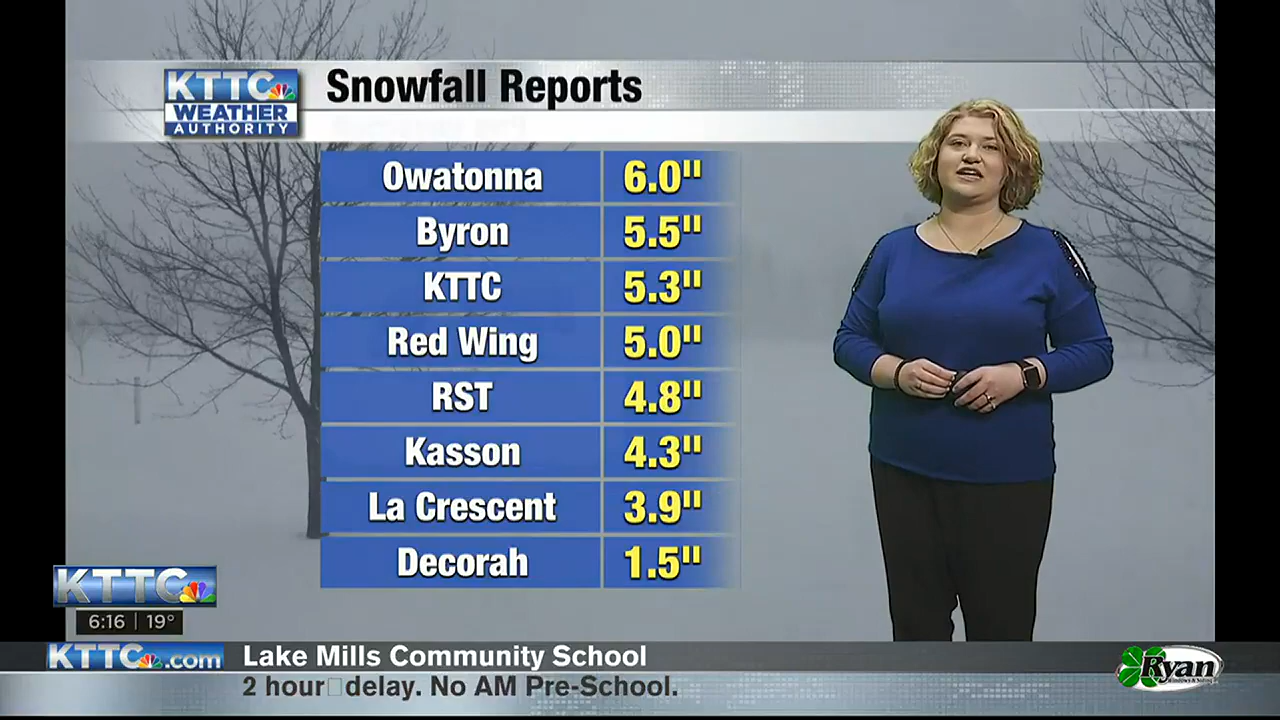 KTTC
WEATHER
AUTHORITY
Snowfall Reports
Owatonna 6.0"
Byron 5.5"
KTTC 5.3"
Red Wing 5.0"
RST 4.8"
Kasson 4.3"
La Crescent 3.9"
Decorah 1.5"
KTTC
6:16 | 19°
KTTC.com
Lake Mills Community School
2 hour□delay. No AM Pre-School.
Ryan